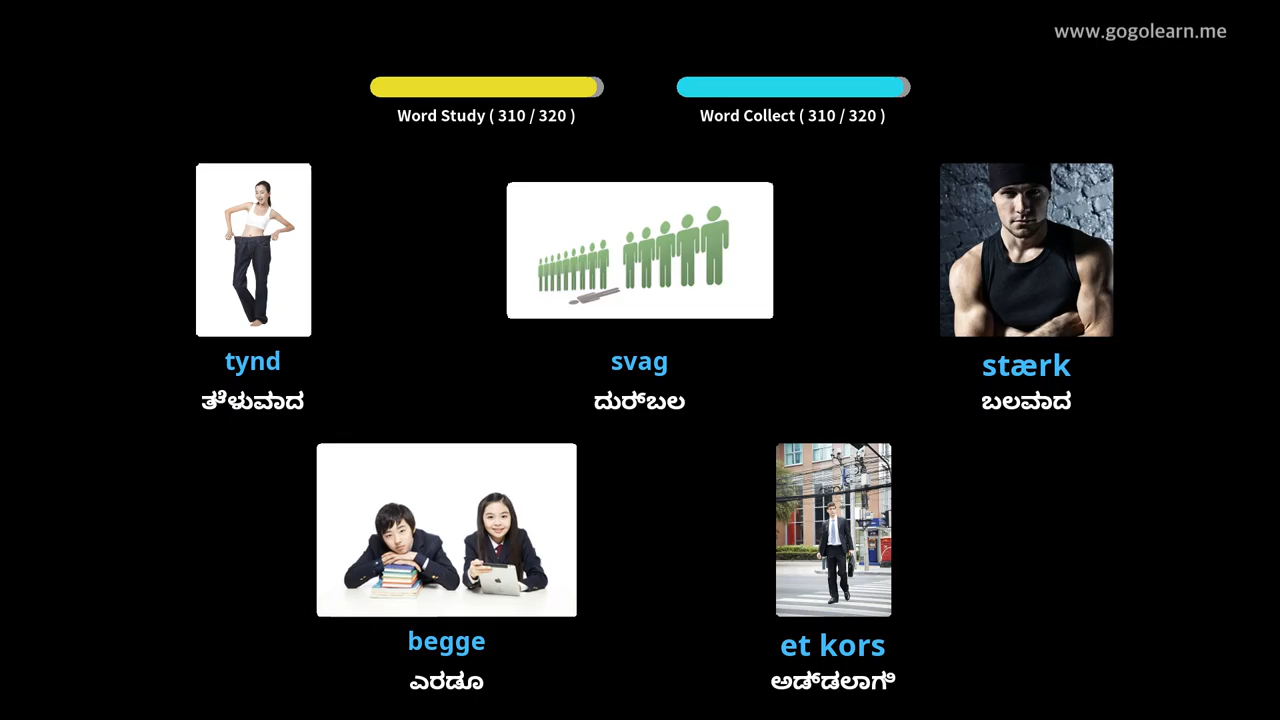 www.gogolearn.me
Word Study ( 310 / 320 )
Word Collect ( 310 / 320 )
tynd
svag
stærk
ತೆಳುವಾದ
ದುರ್ಬಲ
ಬಲವಾದ
begge
et kors
ಎರಡೂ
ಅಡ್ಡಲಾಗಿ